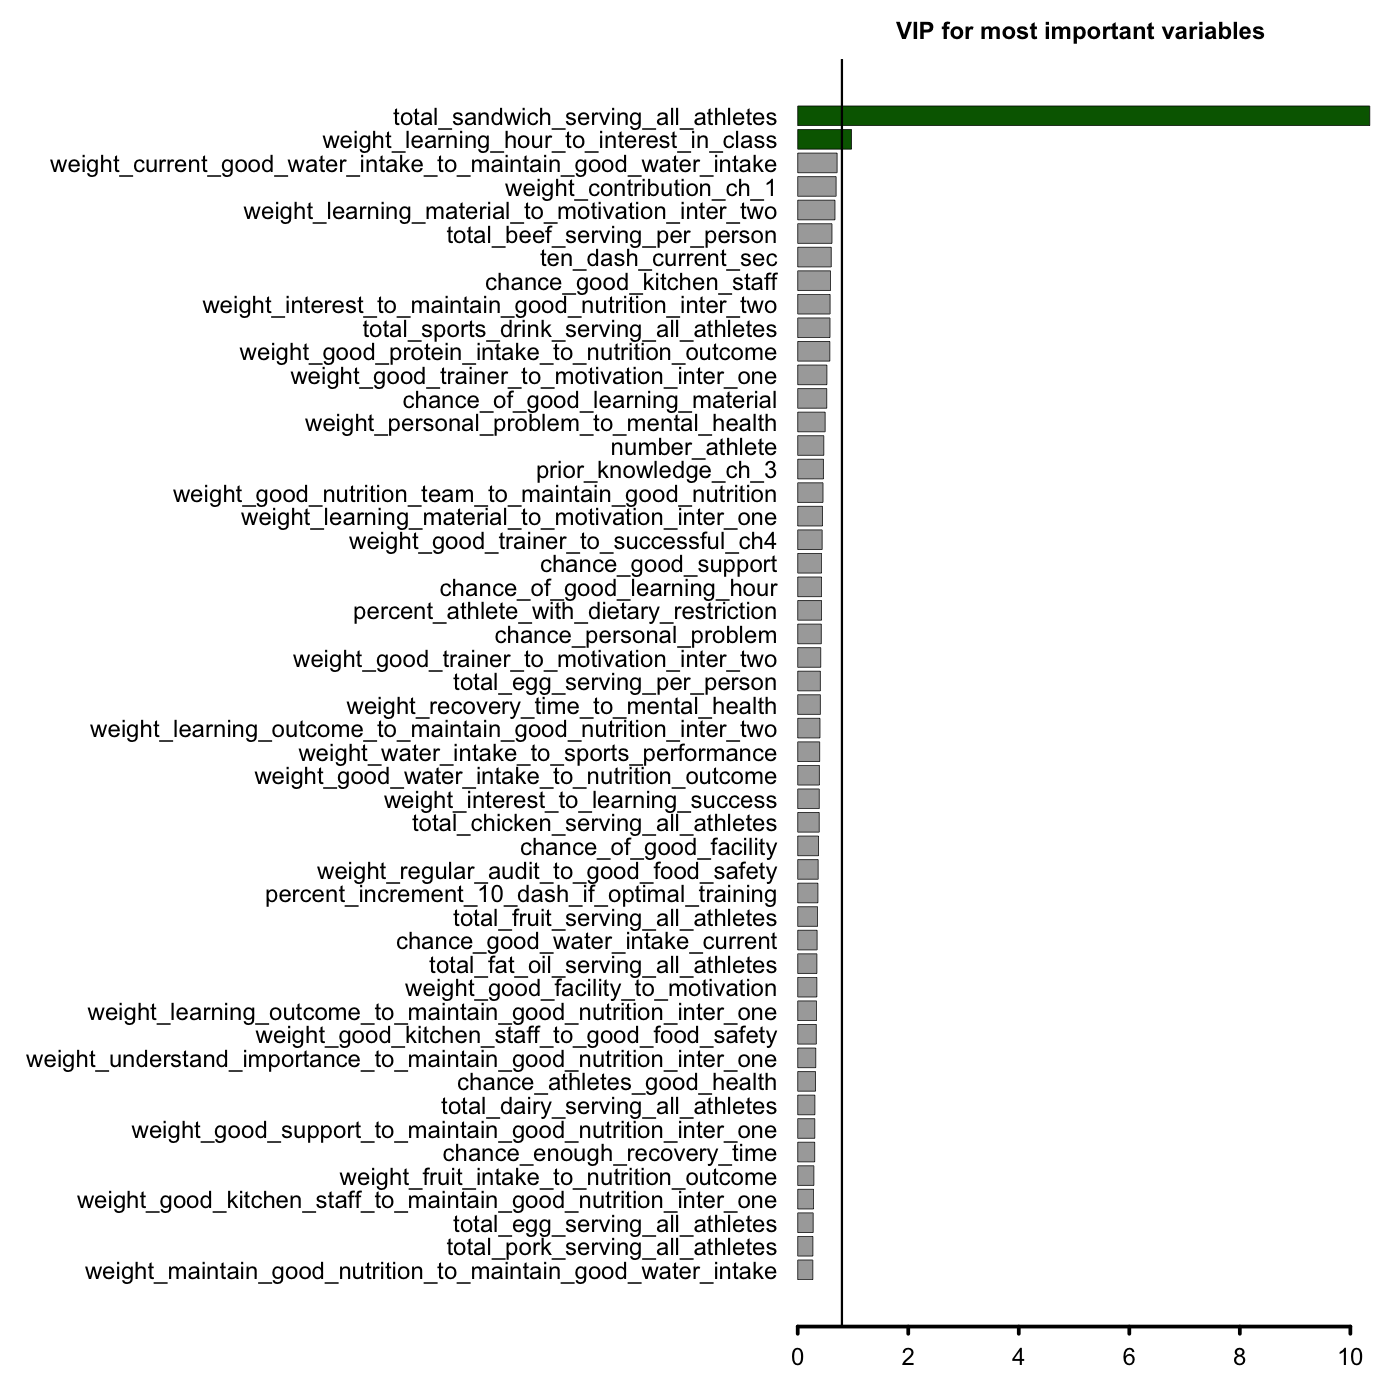 VIP for most important variables
total_sandwich_serving_all_athletes
weight_learning_hour_to_interest_in_class
weight_current_good_water_intake_to_maintain_good_water_intake
weight_contribution_ch_1
weight_learning_material_to_motivation_inter_two
total_beef_serving_per_person
ten_dash_current_sec
chance_good_kitchen_staff
weight_interest_to_maintain_good_nutrition_inter_two
total_sports_drink_serving_all_athletes
weight_good_protein_intake_to_nutrition_outcome
weight_good_trainer_to_motivation_inter_one
chance_of_good_learning_material
weight_personal_problem_to_mental_health
number_athlete
prior_knowledge_ch_3
weight_good_nutrition_team_to_maintain_good_nutrition
weight_learning_material_to_motivation_inter_one
weight_good_trainer_to_successful_ch4
chance_good_support
chance_of_good_learning_hour
percent_athlete_with_dietary_restriction
chance_personal_problem
weight_good_trainer_to_motivation_inter_two
total_egg_serving_per_person
weight_recovery_time_to_mental_health
weight_learning_outcome_to_maintain_good_nutrition_inter_two
weight_water_intake_to_sports_performance
weight_good_water_intake_to_nutrition_outcome
weight_interest_to_learning_success
total_chicken_serving_all_athletes
chance_of_good_facility
weight_regular_audit_to_good_food_safety
percent_increment_10_dash_if_optimal_training
total_fruit_serving_all_athletes
chance_good_water_intake_current
total_fat_oil_serving_all_athletes
weight_good_facility_to_motivation
weight_learning_outcome_to_maintain_good_nutrition_inter_one
weight_good_kitchen_staff_to_good_food_safety
weight_understand_importance_to_maintain_good_nutrition_inter_one
chance_athletes_good_health
total_dairy_serving_all_athletes
weight_good_support_to_maintain_good_nutrition_inter_one
chance_enough_recovery_time
weight_fruit_intake_to_nutrition_outcome
weight_good_kitchen_staff_to_maintain_good_nutrition_inter_one
total_egg_serving_all_athletes
total_pork_serving_all_athletes
weight_maintain_good_nutrition_to_maintain_good_water_intake
0 2 4 6 8 10